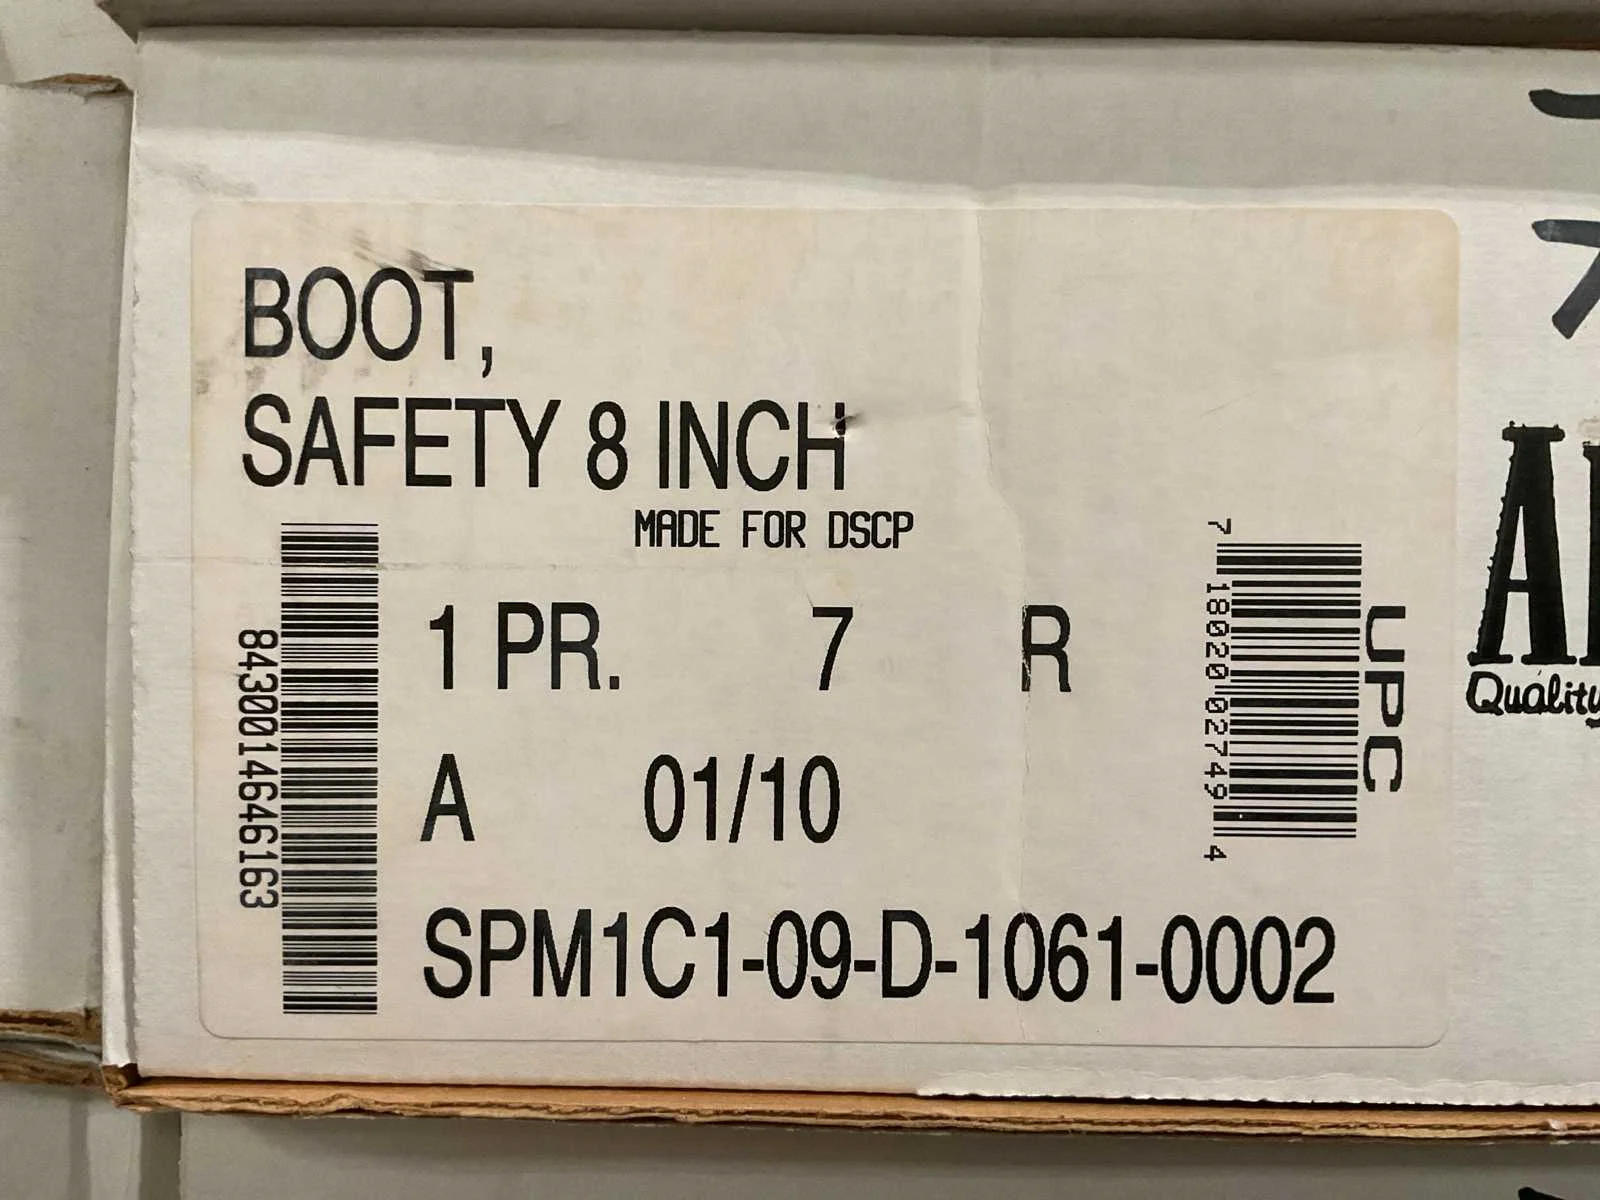 BOOT,
SAFETY 8 INCH
MADE FOR DSCP
8430014646163
1 PR. 7 R
7 18020 02749 4
UPC
A 01/10
SPM1C1-09-D-1061-0002
Quality